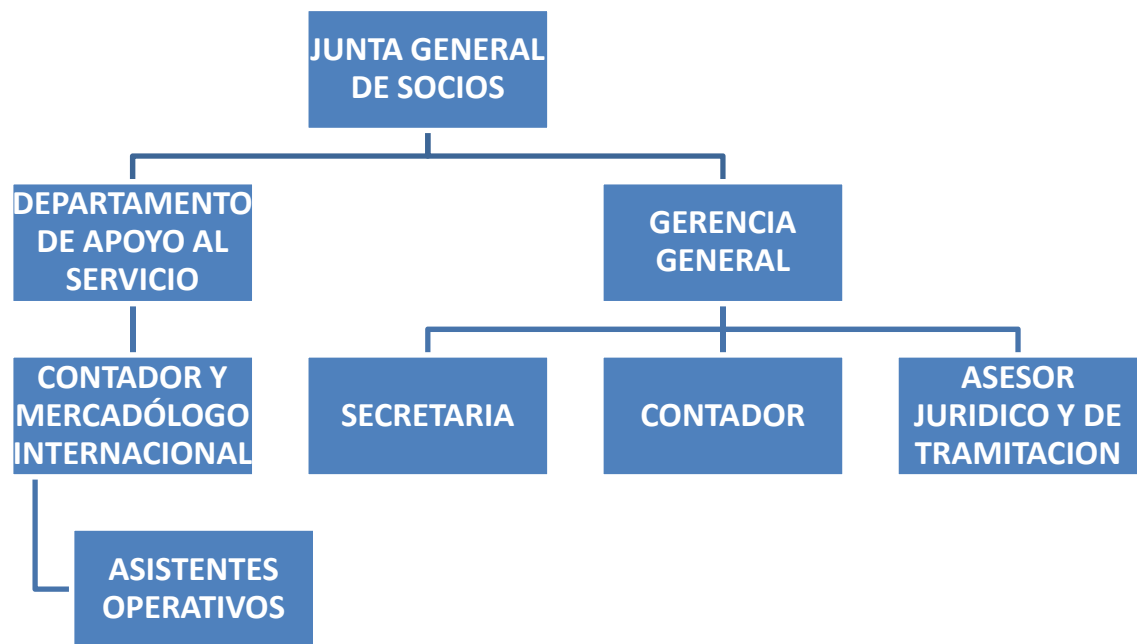 JUNTA GENERAL
DE SOCIOS
DEPARTAMENTO
DE APOYO AL
SERVICIO
GERENCIA
GENERAL
CONTADOR Y
MERCADÓLOGO
INTERNACIONAL
SECRETARIA
CONTADOR
ASESOR
JURIDICO Y DE
TRAMITACION
ASISTENTES
OPERATIVOS